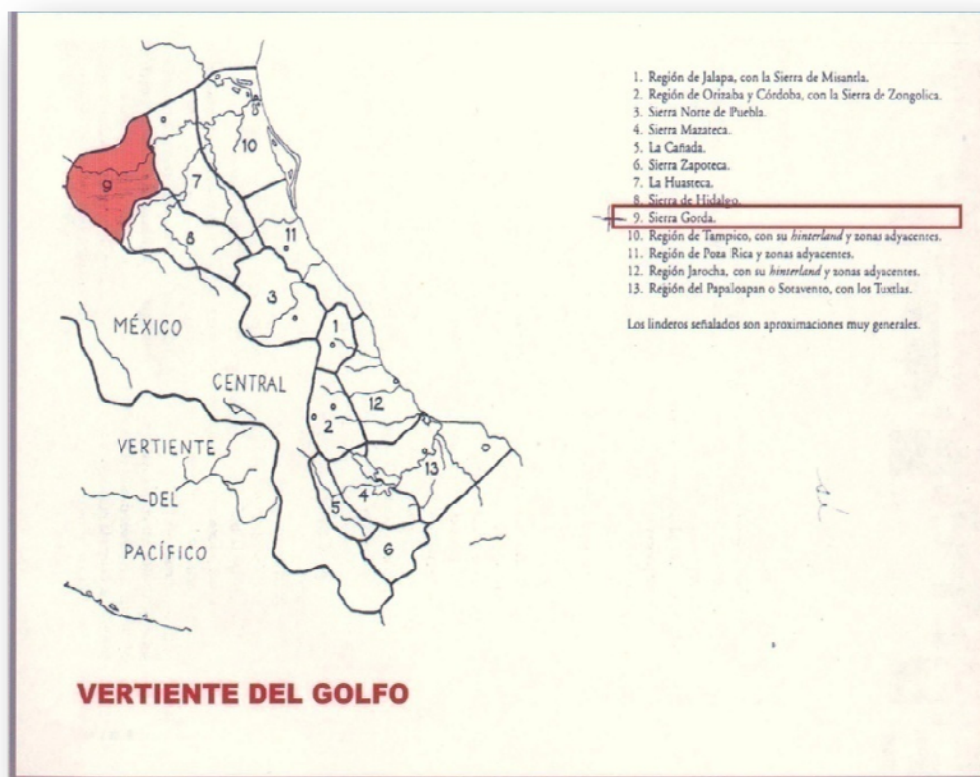 1. Región de Jalapa, con la Sierra de Misantla.
2. Región de Orizaba y Córdoba, con la Sierra de Zongolica.
3. Sierra Norte de Puebla.
4. Sierra Mazateca.
5. La Cañada.
6. Sierra Zapoteca.
7. La Huasteca.
8. Sierra de Hidalgo.
9. Sierra Gorda.
10. Región de Tampico, con su hinterland y zonas adyacentes.
11. Región de Poza Rica y zonas adyacentes.
12. Región Jarocha, con su hinterland y zonas adyacentes.
13. Región del Papaloapan o Sotavento, con los Tuxtlas.
Los linderos señalados son aproximaciones muy generales.
10
9
7
8
11
3
MÉXICO
1
CENTRAL
12
2
VERTIENTE
13
4
DEL
5
6
PACÍFICO
VERTIENTE DEL GOLFO